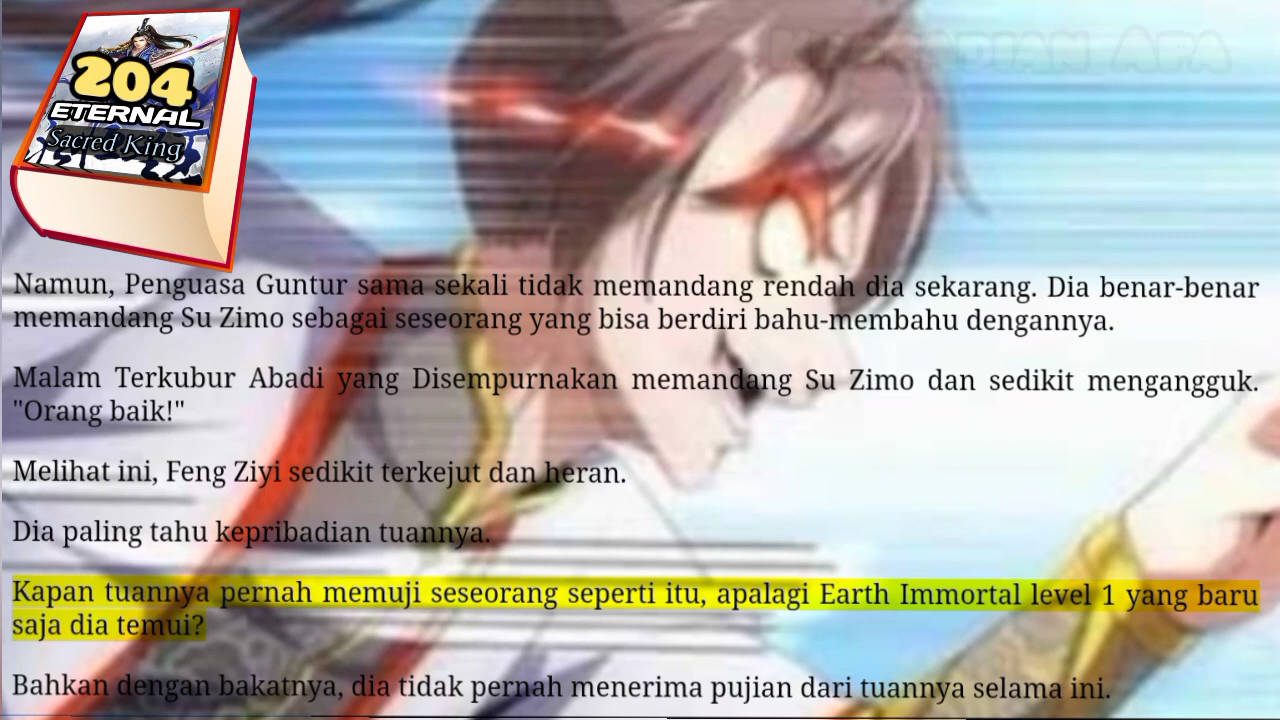 204
ETERNAL
Sacred King
Namun, Penguasa Guntur sama sekali tidak memandang rendah dia sekarang. Dia benar-benar
memandang Su Zimo sebagai seseorang yang bisa berdiri bahu-membahu dengannya.
Malam Terkubur Abadi yang Disempurnakan memandang Su Zimo dan sedikit mengangguk.
"Orang baik!"
Melihat ini, Feng Ziyi sedikit terkejut dan heran.
Dia paling tahu kepribadian tuannya.
Kapan tuannya pernah memuji seseorang seperti itu, apalagi Earth Immortal level 1 yang baru
saja dia temui?
Bahkan dengan bakatnya, dia tidak pernah menerima pujian dari tuannya selama ini.